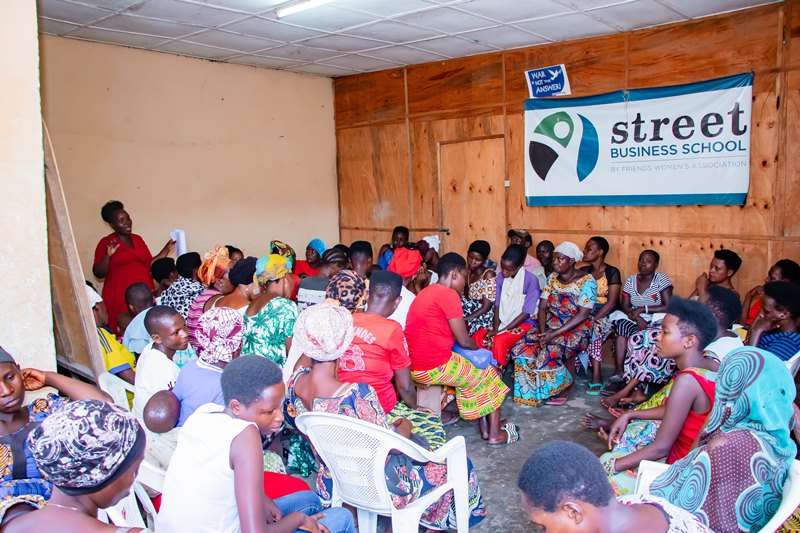 WAR
IS NOT THE
ANSWER!
street
BUSINESS SCHOOL
BY FRIENDS WOMEN'S ASSOCIATION